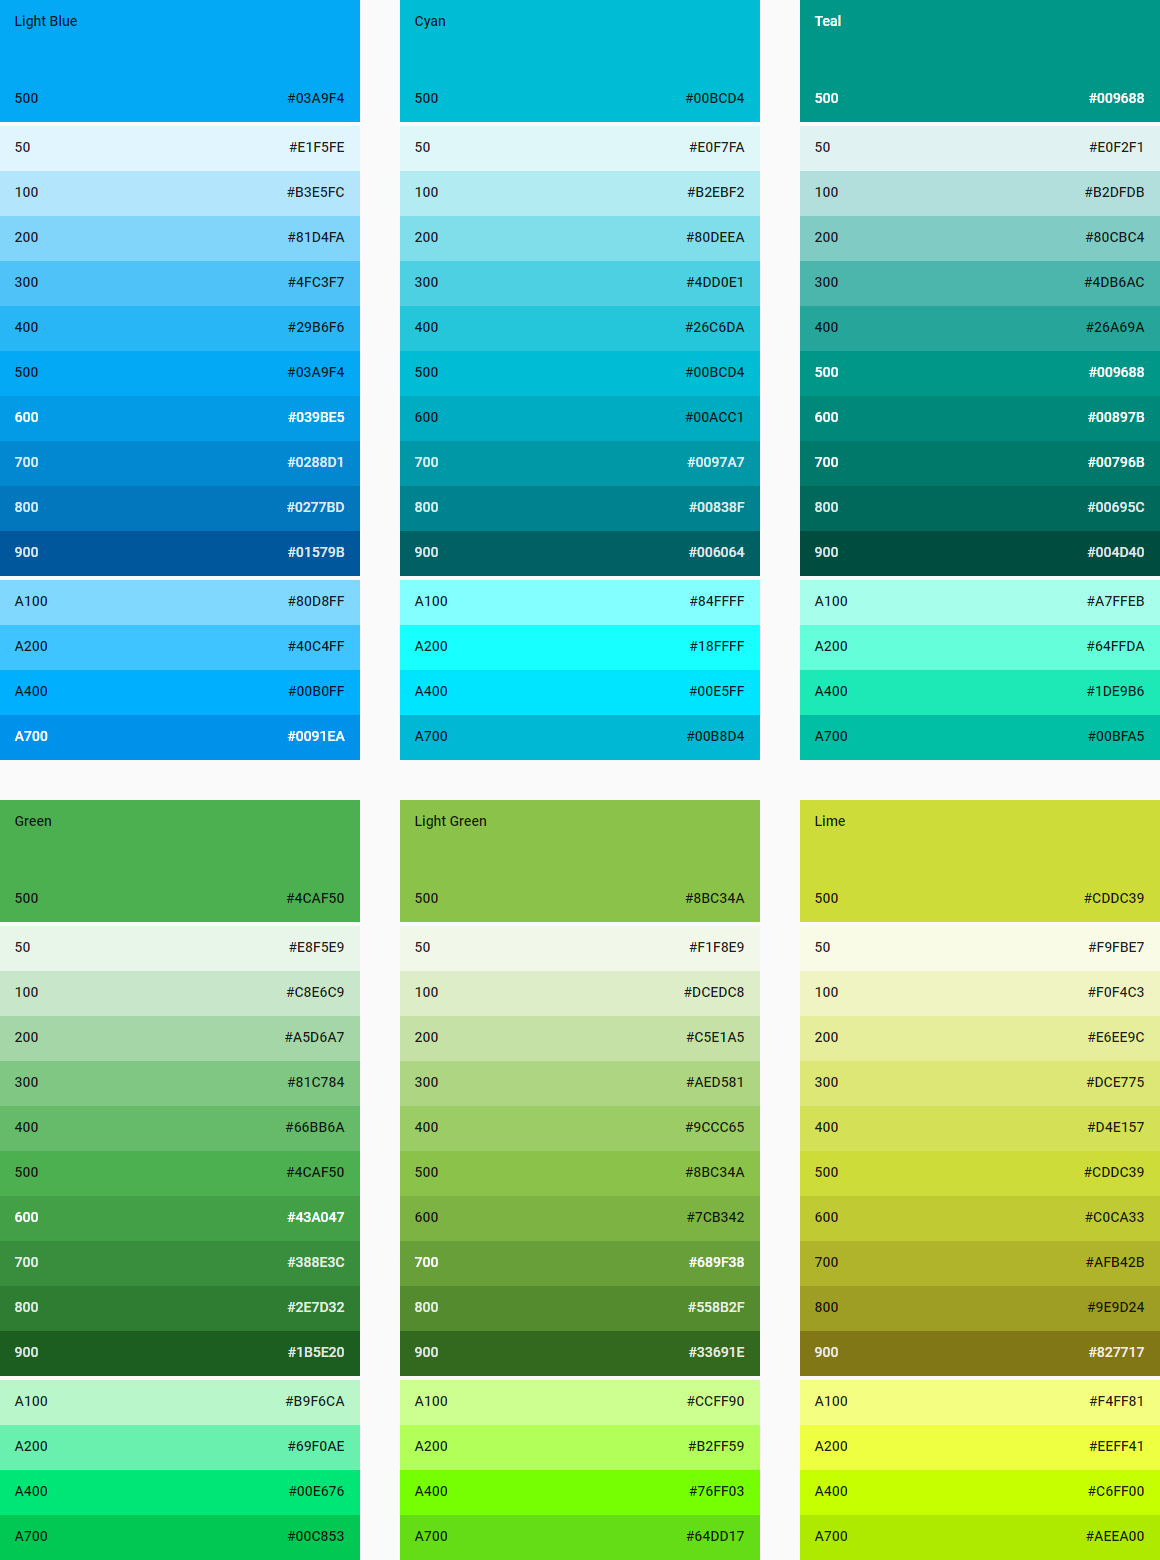 Light Blue
500 #03A9F4
50 #E1F5FE
100 #B3E5FC
200 #81D4FA
300 #4FC3F7
400 #29B6F6
500 #03A9F4
600 #039BE5
700 #0288D1
800 #0277BD
900 #01579B
A100 #80D8FF
A200 #40C4FF
A400 #00B0FF
A700 #0091EA
Cyan
500 #00BCD4
50 #E0F7FA
100 #B2EBF2
200 #80DEEA
300 #4DD0E1
400 #26C6DA
500 #00BCD4
600 #00ACC1
700 #0097A7
800 #00838F
900 #006064
A100 #84FFFF
A200 #18FFFF
A400 #00E5FF
A700 #00B8D4
Teal
500 #009688
50 #E0F2F1
100 #B2DFDB
200 #80CBC4
300 #4DB6AC
400 #26A69A
500 #009688
600 #00897B
700 #00796B
800 #00695C
900 #004D40
A100 #A7FFEB
A200 #64FFDA
A400 #1DE9B6
A700 #00BFA5
Green
500 #4CAF50
50 #E8F5E9
100 #C8E6C9
200 #A5D6A7
300 #81C784
400 #66BB6A
500 #4CAF50
600 #43A047
700 #388E3C
800 #2E7D32
900 #1B5E20
A100 #B9F6CA
A200 #69F0AE
A400 #00E676
A700 #00C853
Light Green
500 #8BC34A
50 #F1F8E9
100 #DCEDC8
200 #C5E1A5
300 #AED581
400 #9CCC65
500 #8BC34A
600 #7CB342
700 #689F38
800 #558B2F
900 #33691E
A100 #CCFF90
A200 #B2FF59
A400 #76FF03
A700 #64DD17
Lime
500 #CDDC39
50 #F9FBE7
100 #F0F4C3
200 #E6EE9C
300 #DCE775
400 #D4E157
500 #CDDC39
600 #C0CA33
700 #AFB42B
800 #9E9D24
900 #827717
A100 #F4FF81
A200 #EEFF41
A400 #C6FF00
A700 #AEEA00